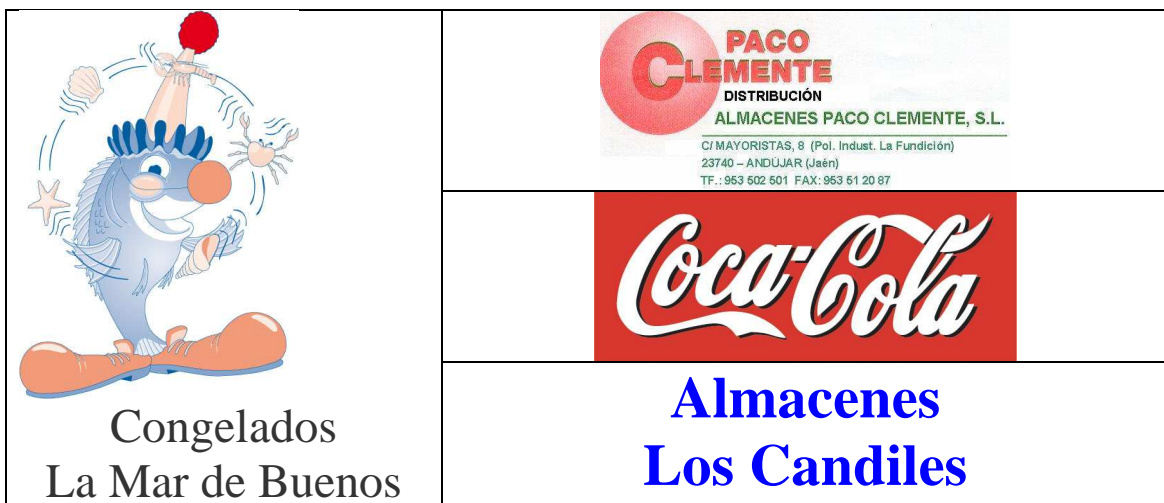 Congelados
La Mar de Buenos
PACO
CLEMENTE
DISTRIBUCIÓN
ALMACENES PACO CLEMENTE, S.L.
C/ MAYORISTAS, 8 (Pol. Indust. La Fundición)
23740 – ANDÚJAR (Jaén)
TF.: 953 502 501 FAX: 953 51 20 87
Coca-Cola
Almacenes
Los Candiles